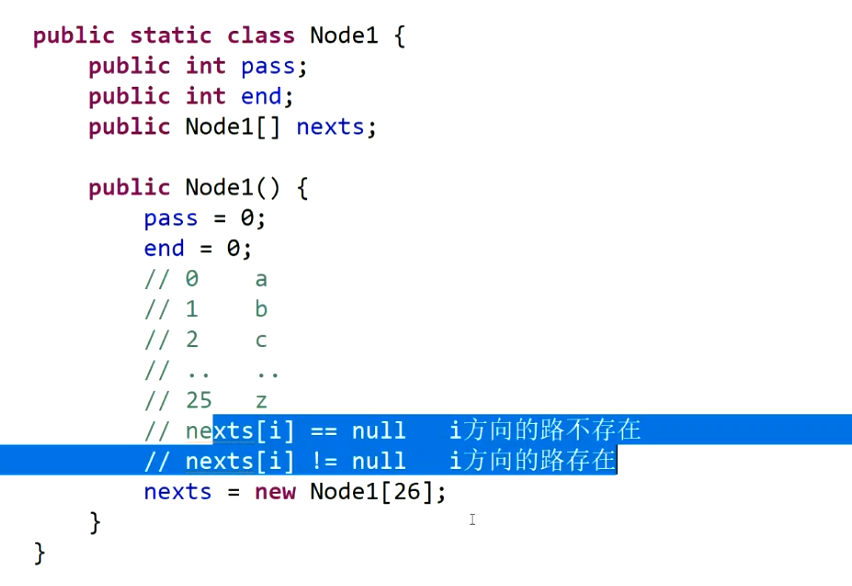 public static class Node1 {
    public int pass;
    public int end;
    public Node1[] nexts;
    public Node1() {
        pass = 0;
        end = 0;
        // 0    a
        // 1    b
        // 2    c
        // ..   ..
        // 25   z
        // nexts[i] == null   i方向的路不存在
        // nexts[i] != null   i方向的路存在
        nexts = new Node1[26];
    }
}